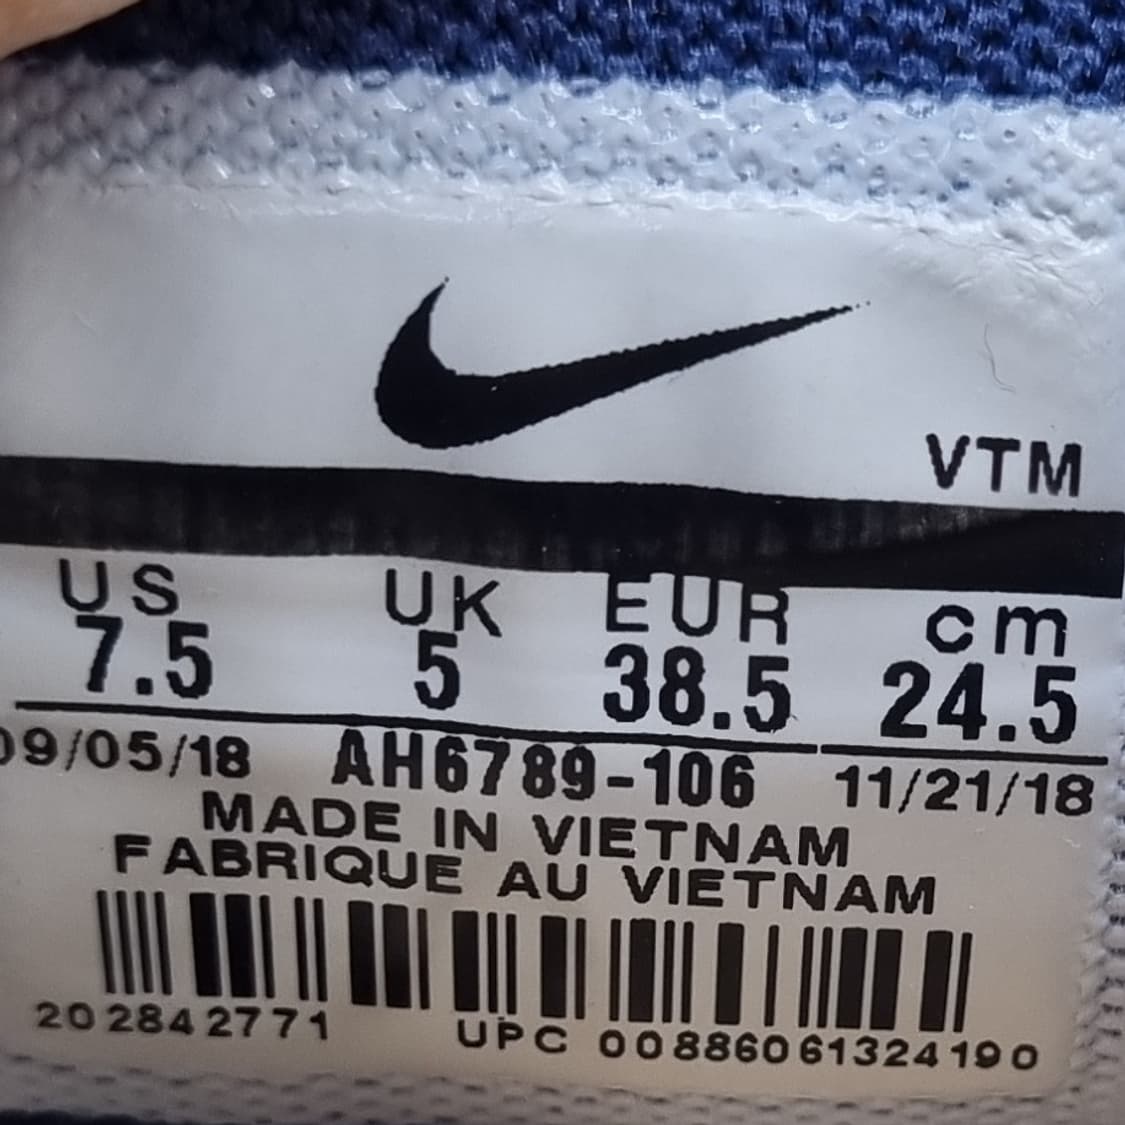 VTM
US UK EUR cm
7.5 5 38.5 24.5
09/05/18 AH6789-106 11/21/18
MADE IN VIETNAM
FABRIQUE AU VIETNAM
202842771 UPC 00886061324190